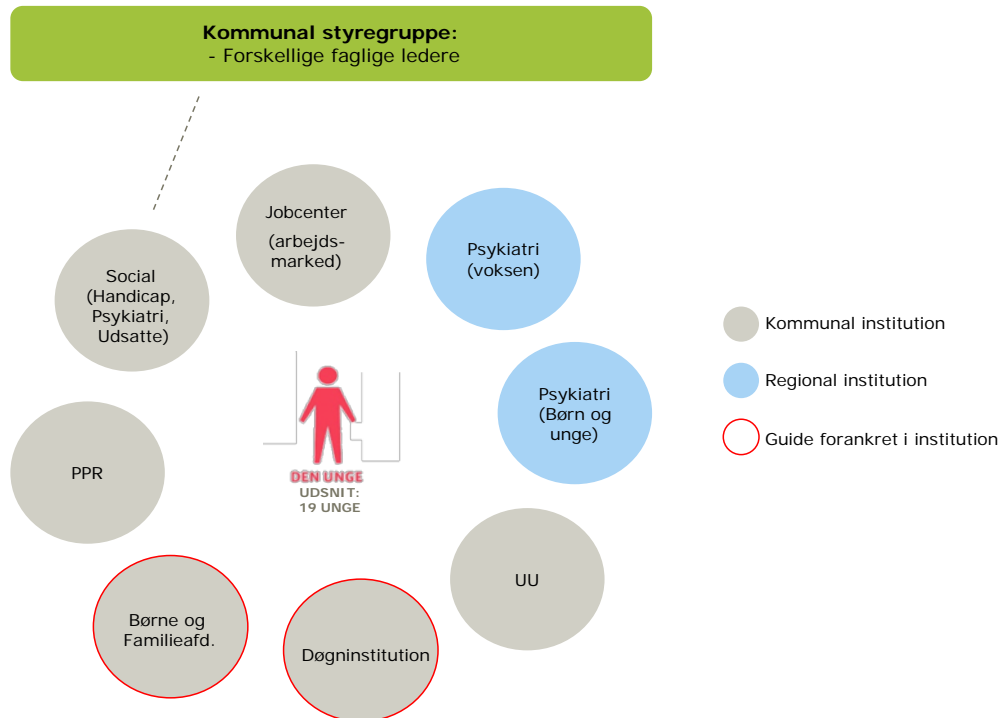 Kommunal styregruppe:
- Forskellige faglige ledere
Jobcenter
(arbejds-
marked)
Psykiatri
(voksen)
Social
(Handicap,
Psykiatri,
Udsatte)
Kommunal institution
Regional institution
Psykiatri
(Børn og
unge)
Guide forankret i institution
PPR
DEN UNGE
UDSNIT:
19 UNGE
UU
Børne og
Familieafd.
Døgninstitution